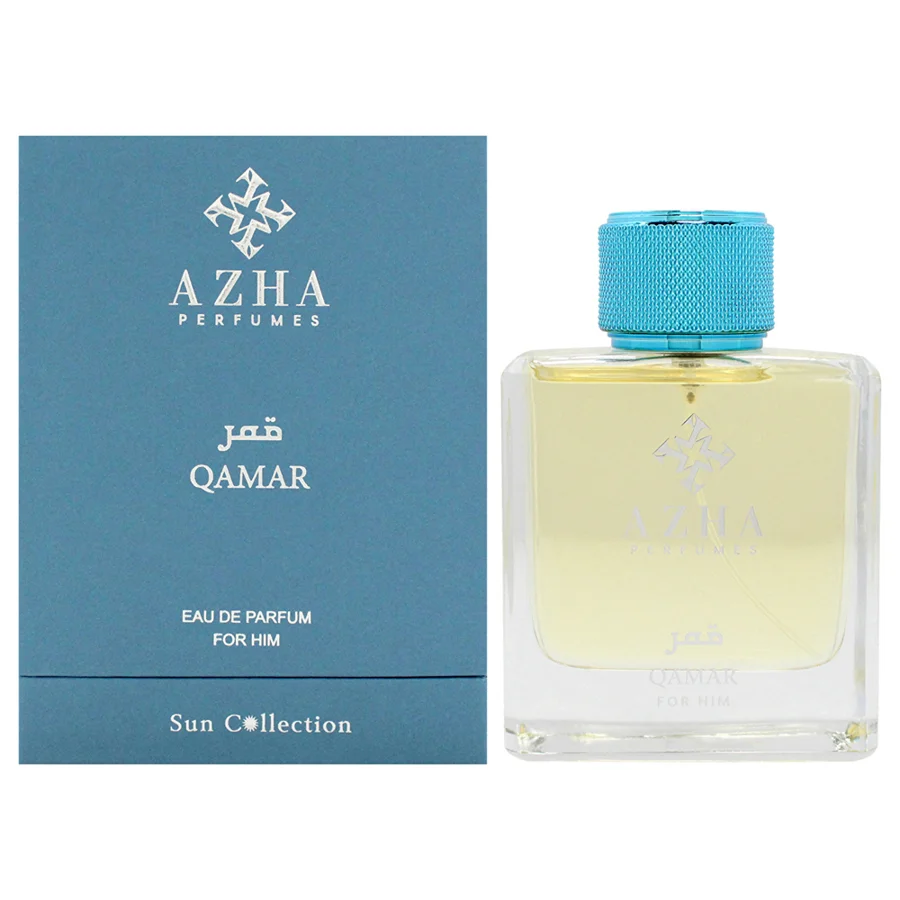 AZHA
PERFUMES
قمر
QAMAR
EAU DE PARFUM
FOR HIM
Sun Collection
AZHA
PERFUMES
قمر
QAMAR
FOR HIM